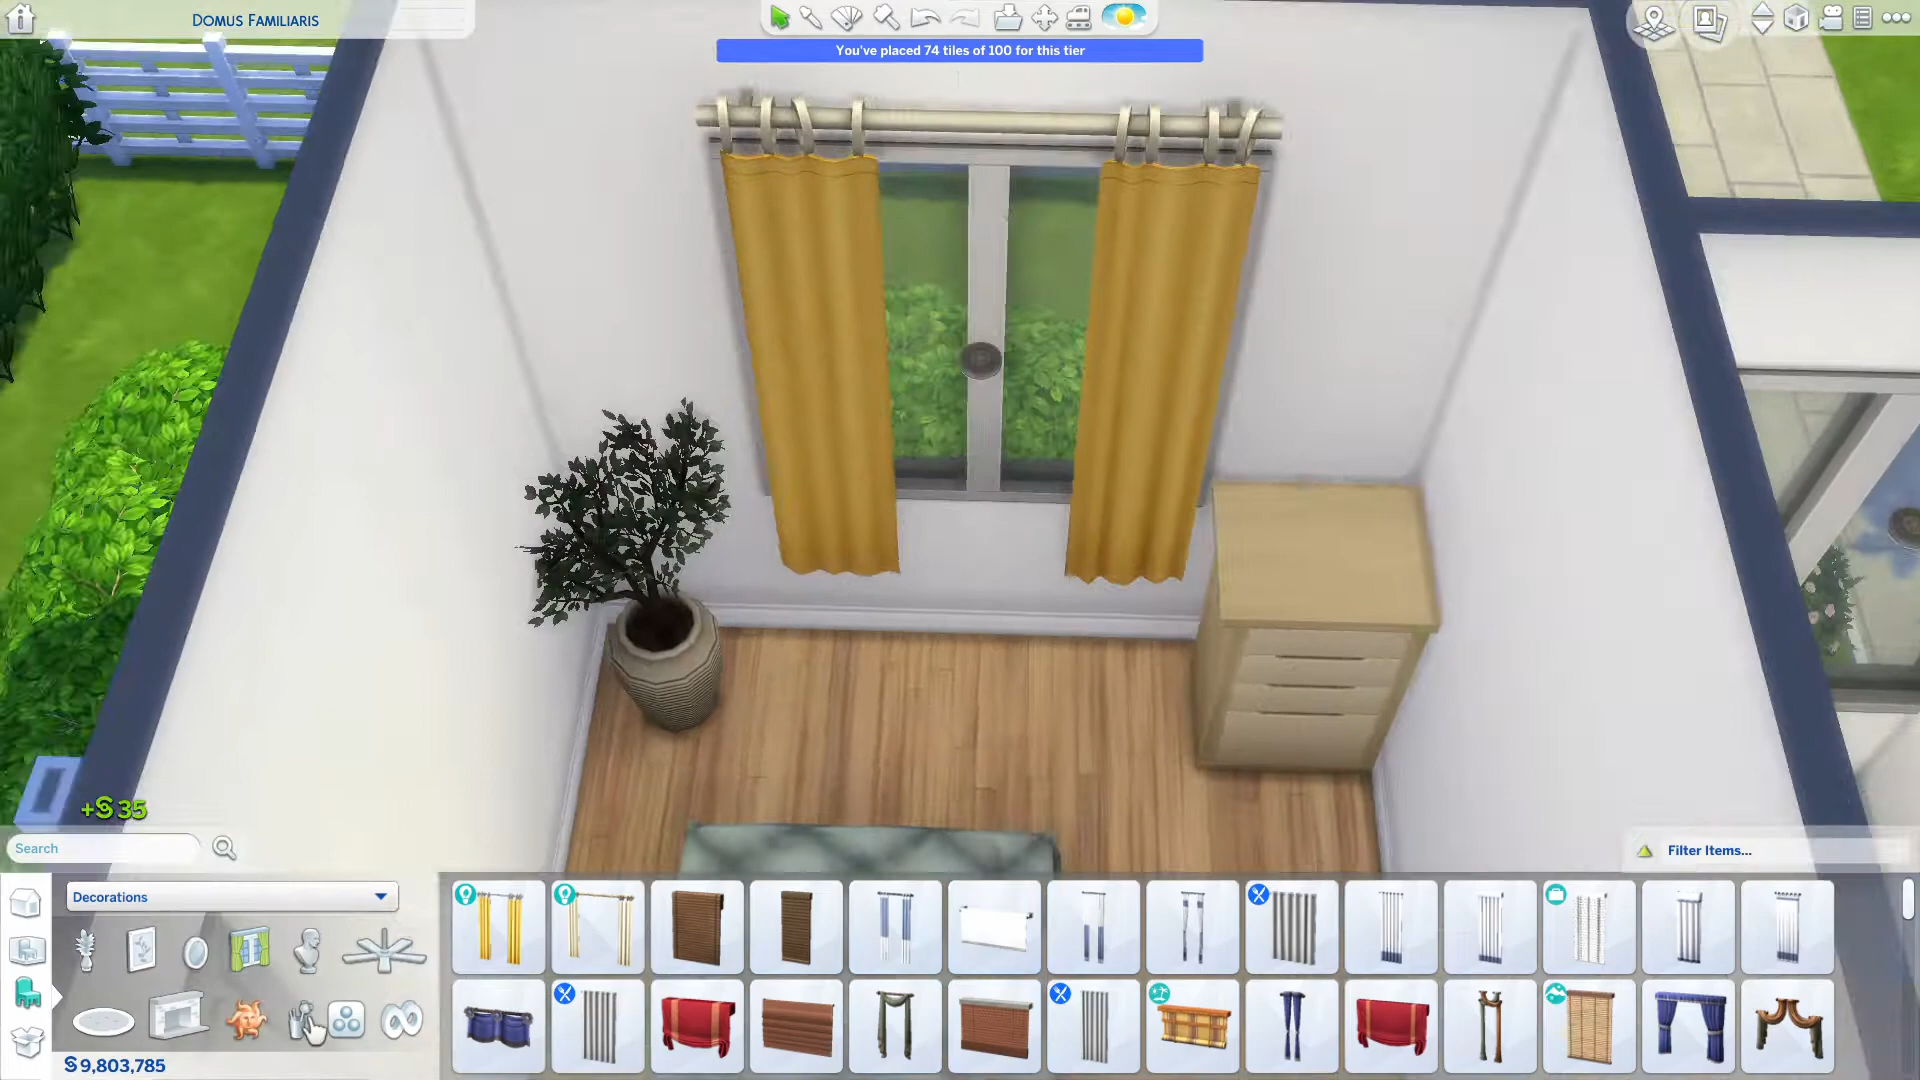 Domus Familiaris
You've placed 74 tiles of 100 for this tier
+§35
Search
Filter Items...
Decorations
§9,803,785